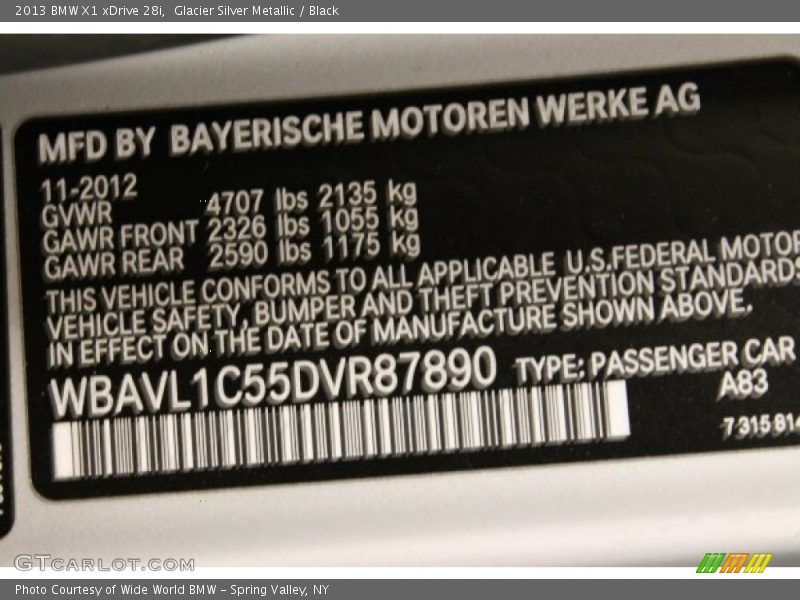 2013 BMW X1 xDrive 28i,  Glacier Silver Metallic / Black
MFD BY BAYERISCHE MOTOREN WERKE AG
11-2012
GVWR 4707 lbs 2135 kg
GAWR FRONT 2326 lbs 1055 kg
GAWR REAR 2590 lbs 1175 kg
THIS VEHICLE CONFORMS TO ALL APPLICABLE U.S.FEDERAL MOTOR
VEHICLE SAFETY, BUMPER AND THEFT PREVENTION STANDARDS
IN EFFECT ON THE DATE OF MANUFACTURE SHOWN ABOVE.
WBAVL1C55DVR87890 TYPE: PASSENGER CAR
A83
7 315 814
GTCARLOT.COM
Photo Courtesy of Wide World BMW - Spring Valley, NY